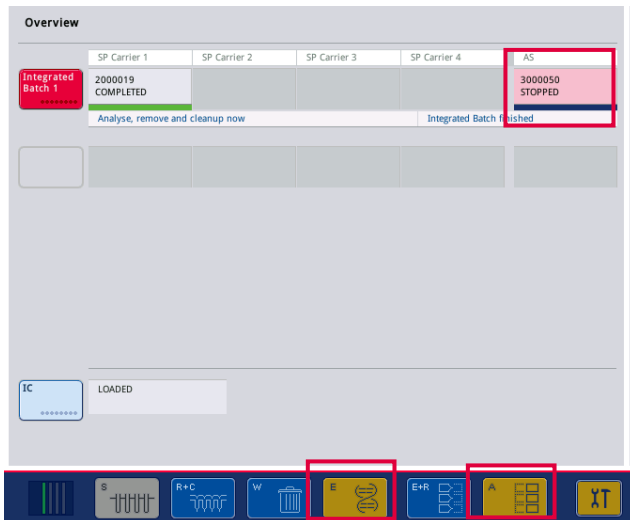 Overview
SP Carrier 1 SP Carrier 2 SP Carrier 3 SP Carrier 4 AS
Integrated
Batch 1
2000019
COMPLETED
3000050
STOPPED
Analyse, remove and cleanup now Integrated Batch finished
IC
LOADED
S R+C W E E+R A